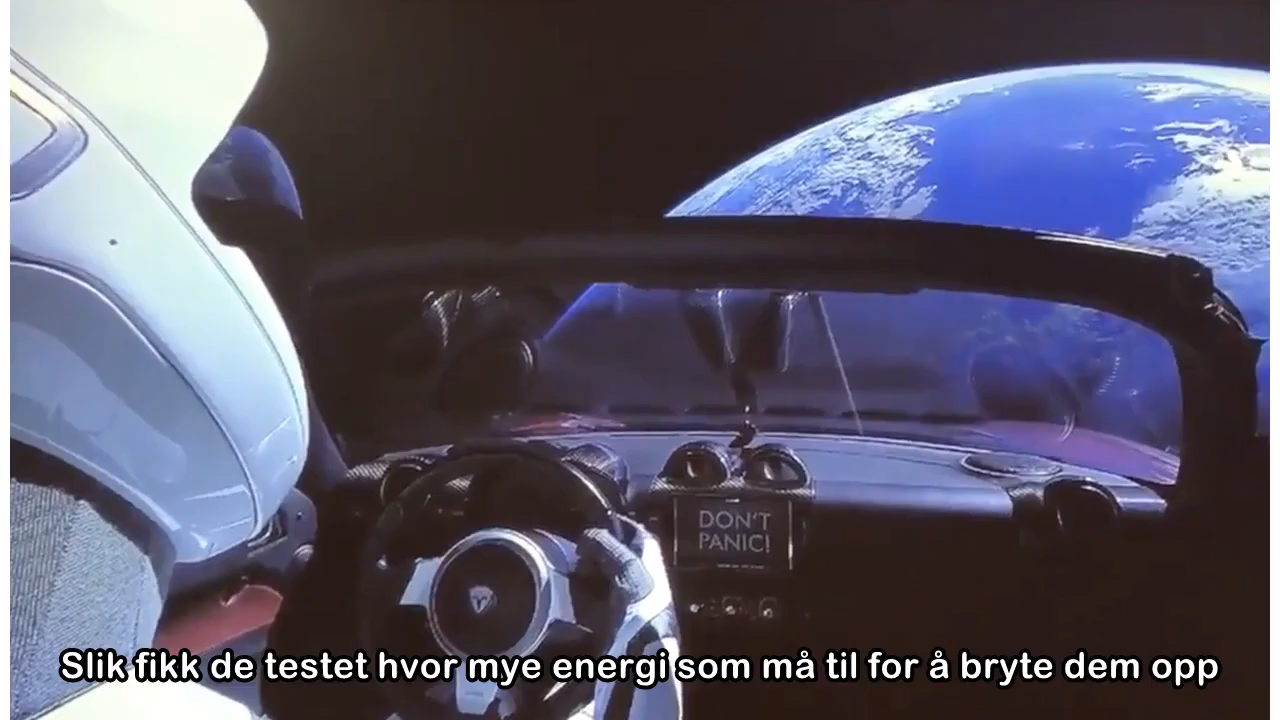 DON'T
PANIC!
Slik fikk de testet hvor mye energi som må til for å bryte dem opp